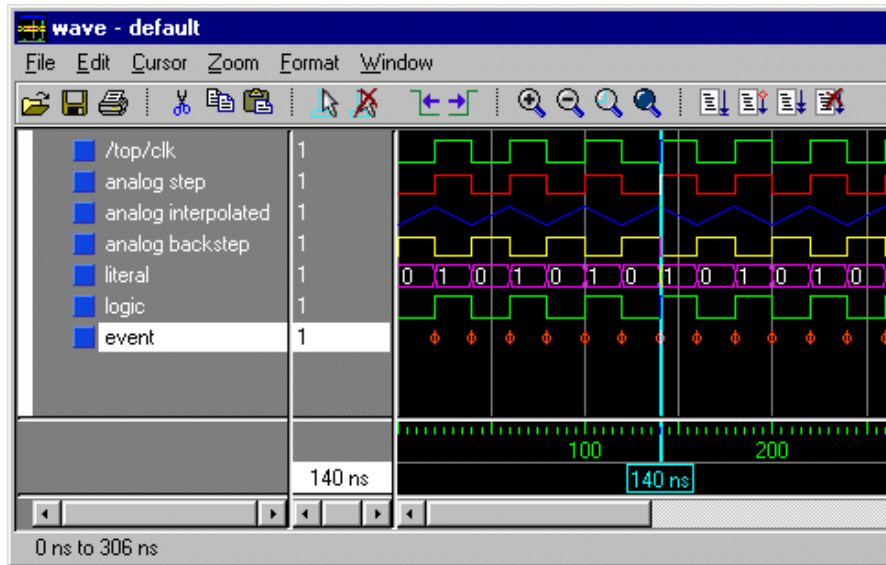 wave - default
File Edit Cursor Zoom Format Window
/top/clk 1
analog step 1
analog interpolated 1
analog backstep 1
literal 1 0 1 0 1 0 1 0 1 0 1 0 1 0
logic 1
event 1
100 200
140 ns 140 ns
0 ns to 306 ns